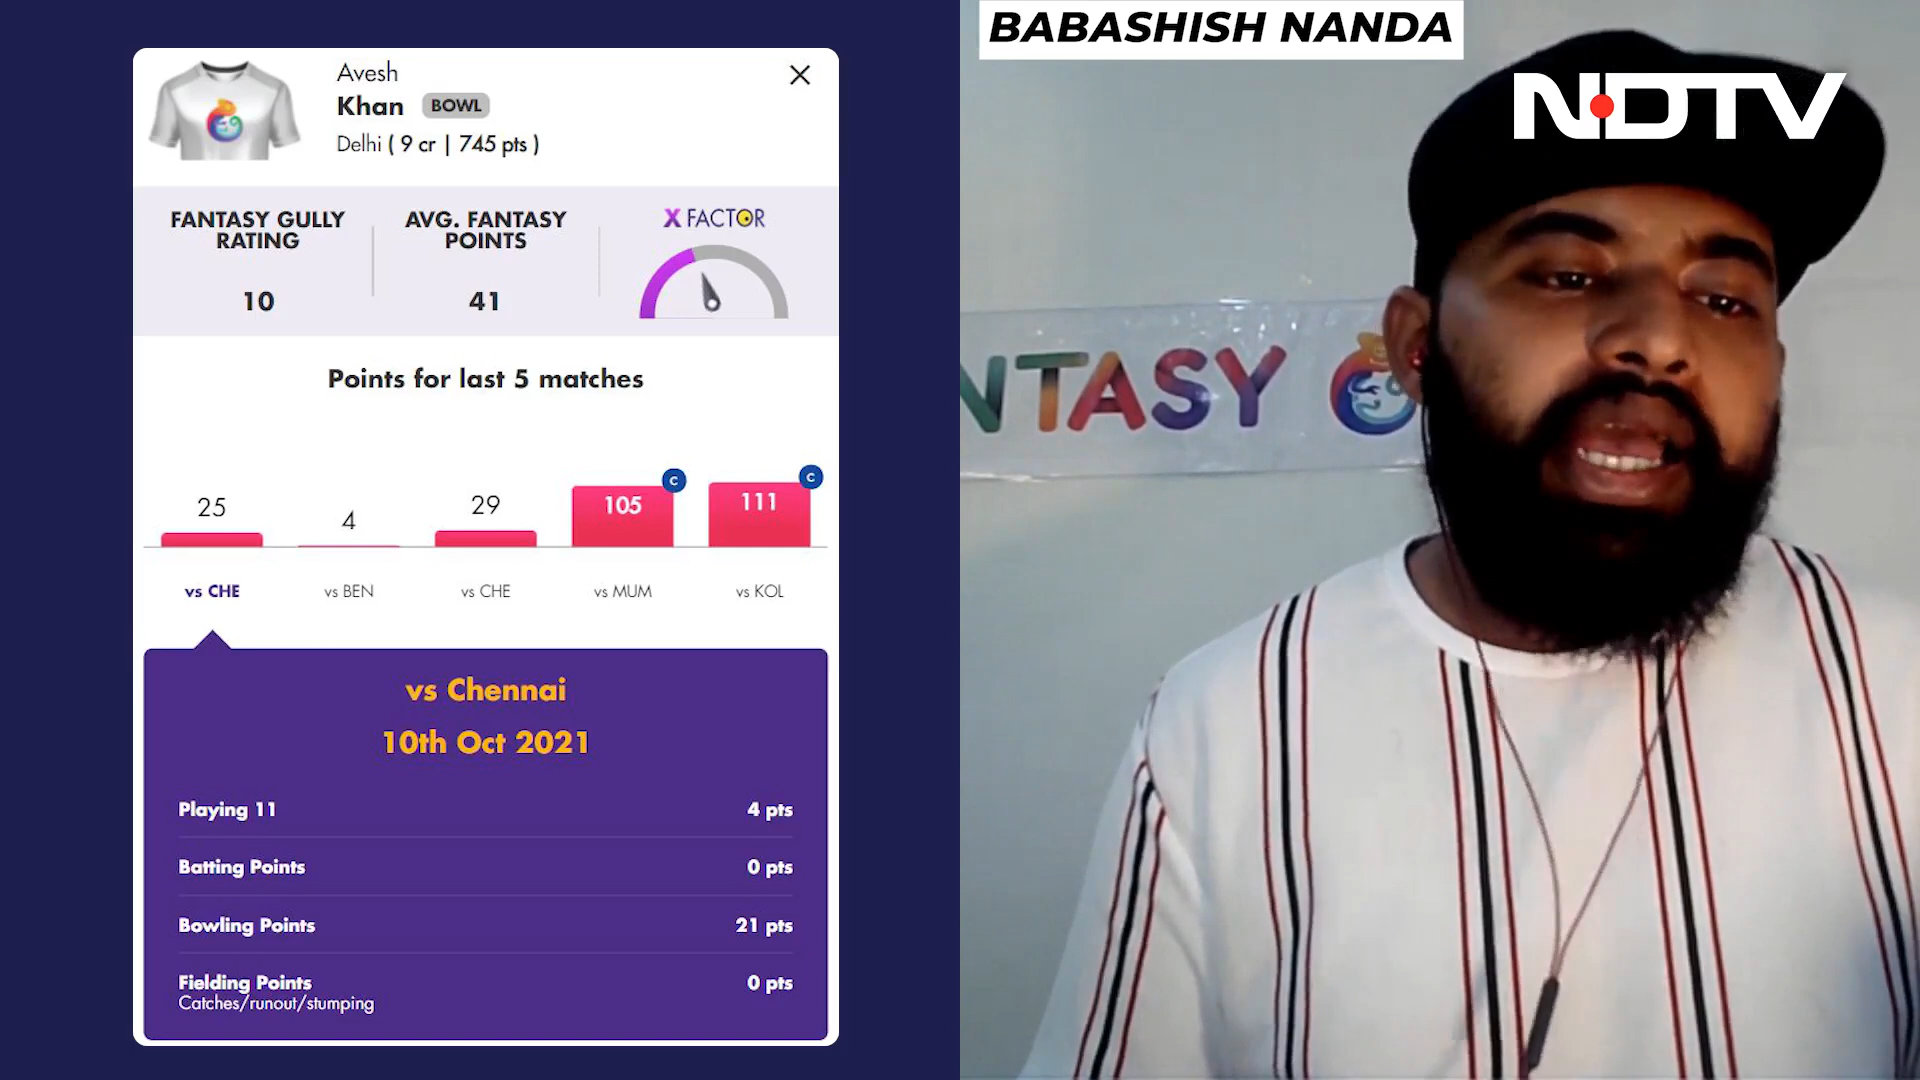 Avesh
Khan BOWL
Delhi ( 9 cr | 745 pts )
FANTASY GULLY
RATING
10
AVG. FANTASY
POINTS
41
X FACTOR
Points for last 5 matches
25
4
29
105
C
111
C
vs CHE
vs BEN
vs CHE
vs MUM
vs KOL
vs Chennai
10th Oct 2021
Playing 11 4 pts
Batting Points 0 pts
Bowling Points 21 pts
Fielding Points 0 pts
Catches/runout/stumping
BABASHISH NANDA
NDTV
NTASY